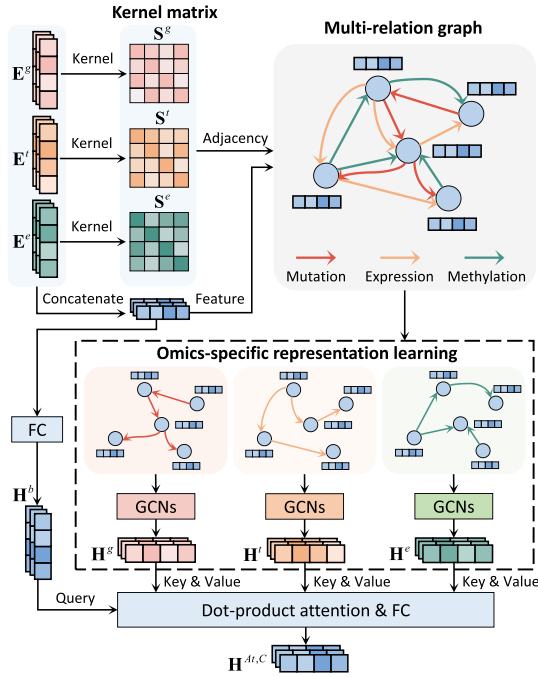 Kernel matrix
Multi-relation graph
E^g
Kernel
S^g
E^t
Kernel
S^t
Adjacency
E^e
Kernel
S^e
Mutation
Expression
Methylation
Concatenate
Feature
Omics-specific representation learning
FC
H^b
GCNs
GCNs
GCNs
H^g
H^t
H^e
Key & Value
Key & Value
Key & Value
Query
Dot-product attention & FC
H^{At,C}